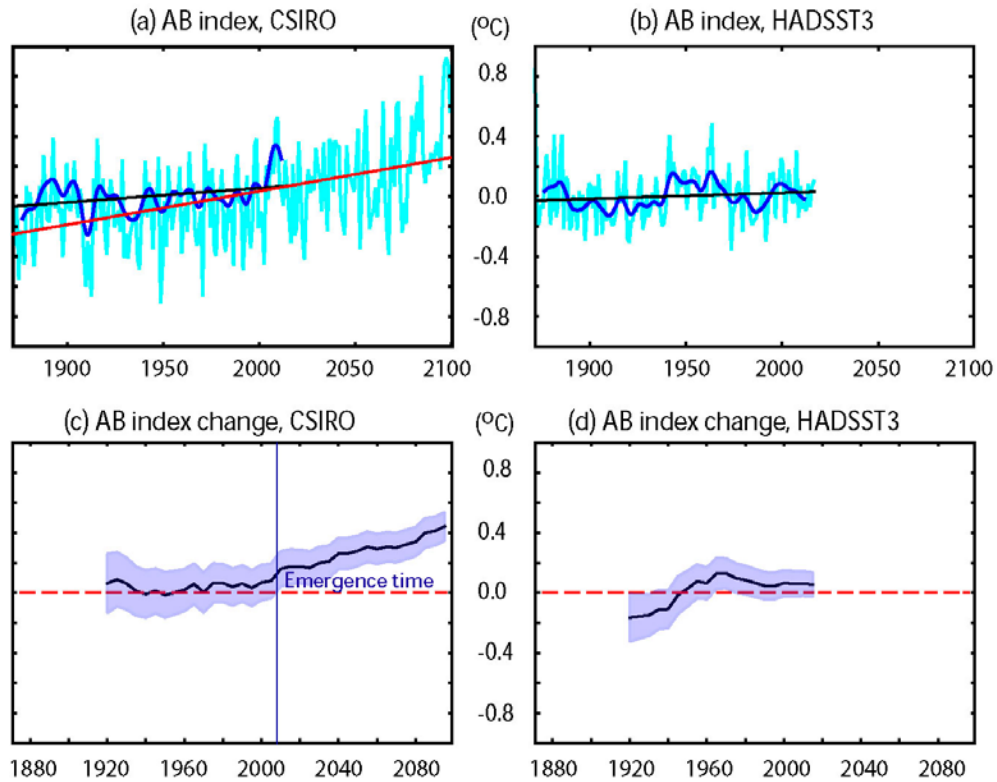 (a) AB index, CSIRO (ºC) (b) AB index, HADSST3
0.8
0.4
0.0
-0.4
-0.8
1900 1950 2000 2050 2100 1900 1950 2000 2050 2100
(c) AB index change, CSIRO (ºC) (d) AB index change, HADSST3
0.8
0.4
Emergence time 0.0
-0.4
-0.8
1880 1920 1960 2000 2040 2080 1880 1920 1960 2000 2040 2080